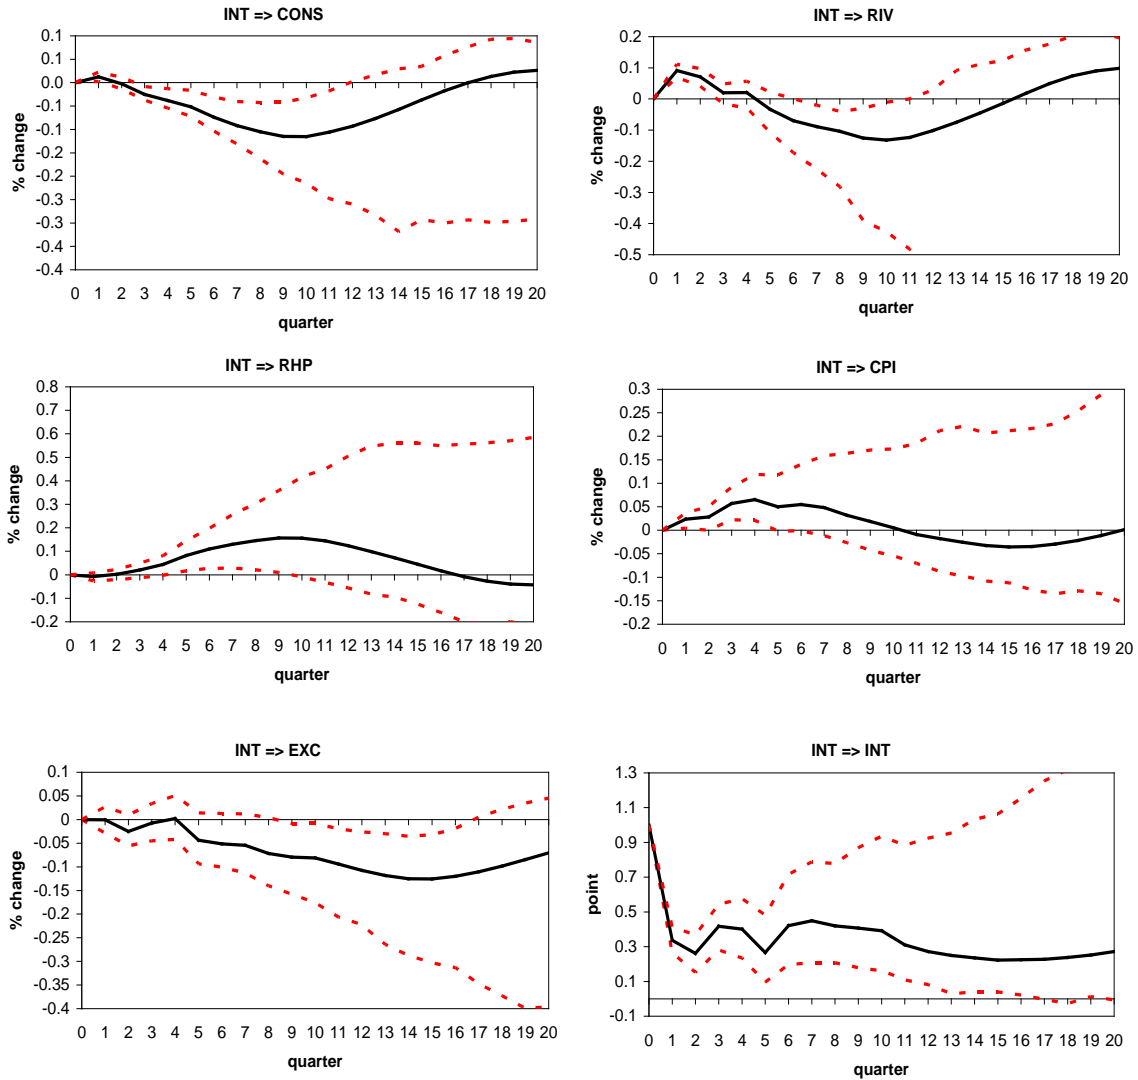 INT => CONS
0.1
0.1
0.0
-0.1
-0.1
-0.2
-0.3
-0.3
-0.4
% change
0 1 2 3 4 5 6 7 8 9 10 11 12 13 14 15 16 17 18 19 20
quarter
INT => RIV
0.2
0.1
0
-0.1
-0.2
-0.3
-0.4
-0.5
% change
0 1 2 3 4 5 6 7 8 9 10 11 12 13 14 15 16 17 18 19 20
quarter
INT => RHP
0.8
0.7
0.6
0.5
0.4
0.3
0.2
0.1
0
-0.1
-0.2
% change
0 1 2 3 4 5 6 7 8 9 10 11 12 13 14 15 16 17 18 19 20
quarter
INT => CPI
0.3
0.25
0.2
0.15
0.1
0.05
0
-0.05
-0.1
-0.15
-0.2
% change
0 1 2 3 4 5 6 7 8 9 10 11 12 13 14 15 16 17 18 19 20
quarter
INT => EXC
0.1
0.05
0
-0.05
-0.1
-0.15
-0.2
-0.25
-0.3
-0.35
-0.4
% change
0 1 2 3 4 5 6 7 8 9 10 11 12 13 14 15 16 17 18 19 20
quarter
INT => INT
1.3
1.1
0.9
0.7
0.5
0.3
0.1
-0.1
point
0 1 2 3 4 5 6 7 8 9 10 11 12 13 14 15 16 17 18 19 20
quarter